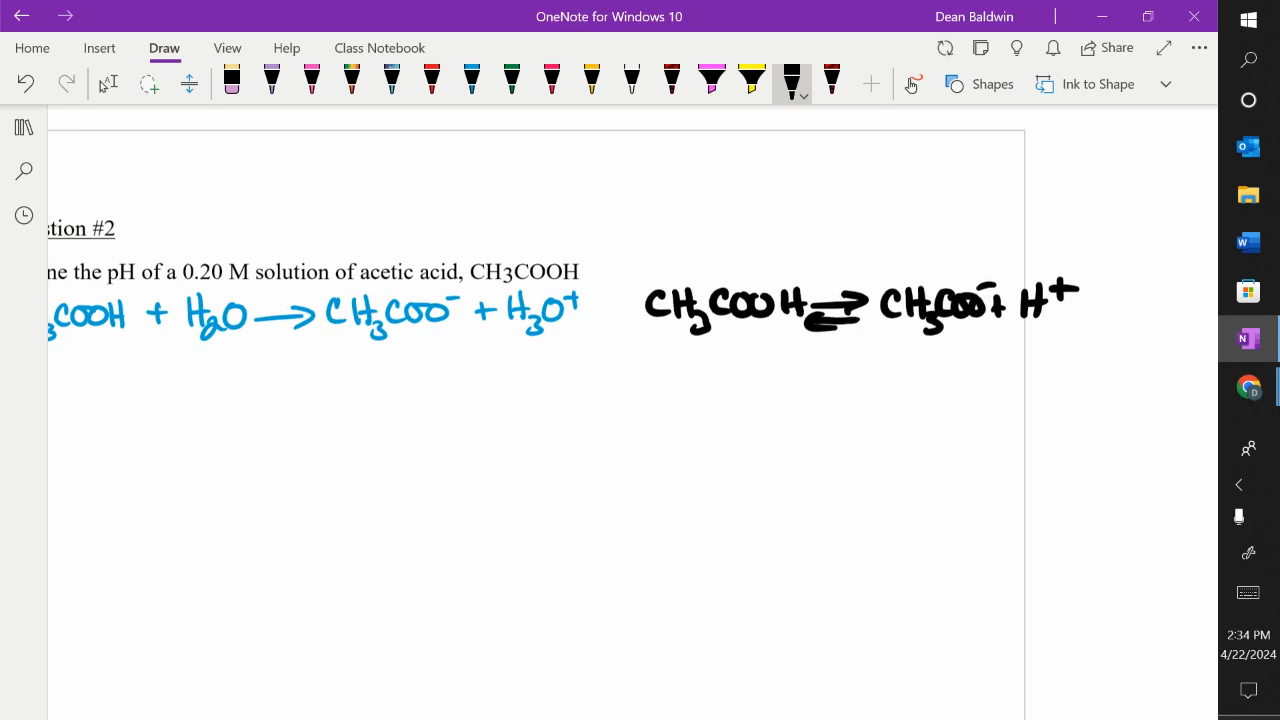 OneNote for Windows 10
Dean Baldwin
Home Insert Draw View Help Class Notebook
Share
Shapes
Ink to Shape
stion #2
ne the pH of a 0.20 M solution of acetic acid, CH3COOH
₃COOH + H₂O → CH₃COO⁻ + H₃O⁺
CH₃COOH ⇌ CH₃COO⁻ + H⁺
2:34 PM
4/22/2024